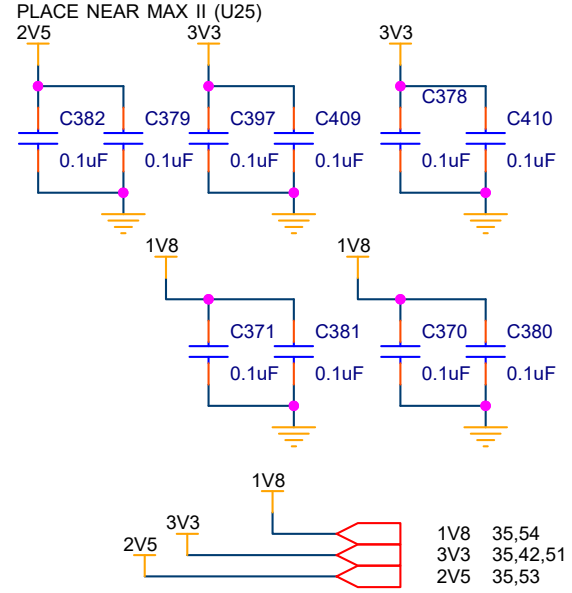 PLACE NEAR MAX II (U25)
2V5 3V3 3V3
C382 C379 C397 C409 C378 C410
0.1uF 0.1uF 0.1uF 0.1uF 0.1uF 0.1uF
1V8 1V8
C371 C381 C370 C380
0.1uF 0.1uF 0.1uF 0.1uF
1V8
3V3
2V5
1V8 35,54
3V3 35,42,51
2V5 35,53